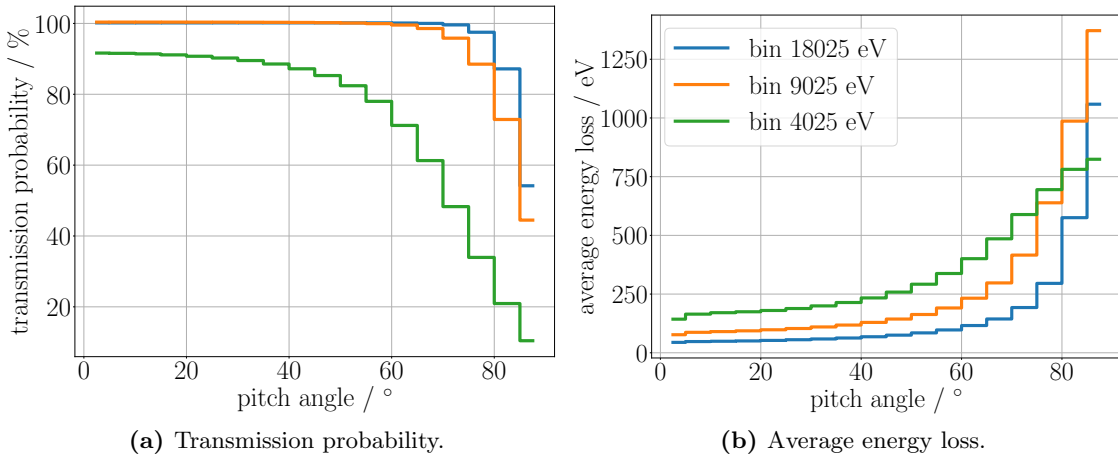 transmission probability / %
100
80
60
40
20
0
20
40
60
80
pitch angle / °
(a) Transmission probability.
average energy loss / eV
1250
1000
750
500
250
0
bin 18025 eV
bin 9025 eV
bin 4025 eV
0
20
40
60
80
pitch angle / °
(b) Average energy loss.